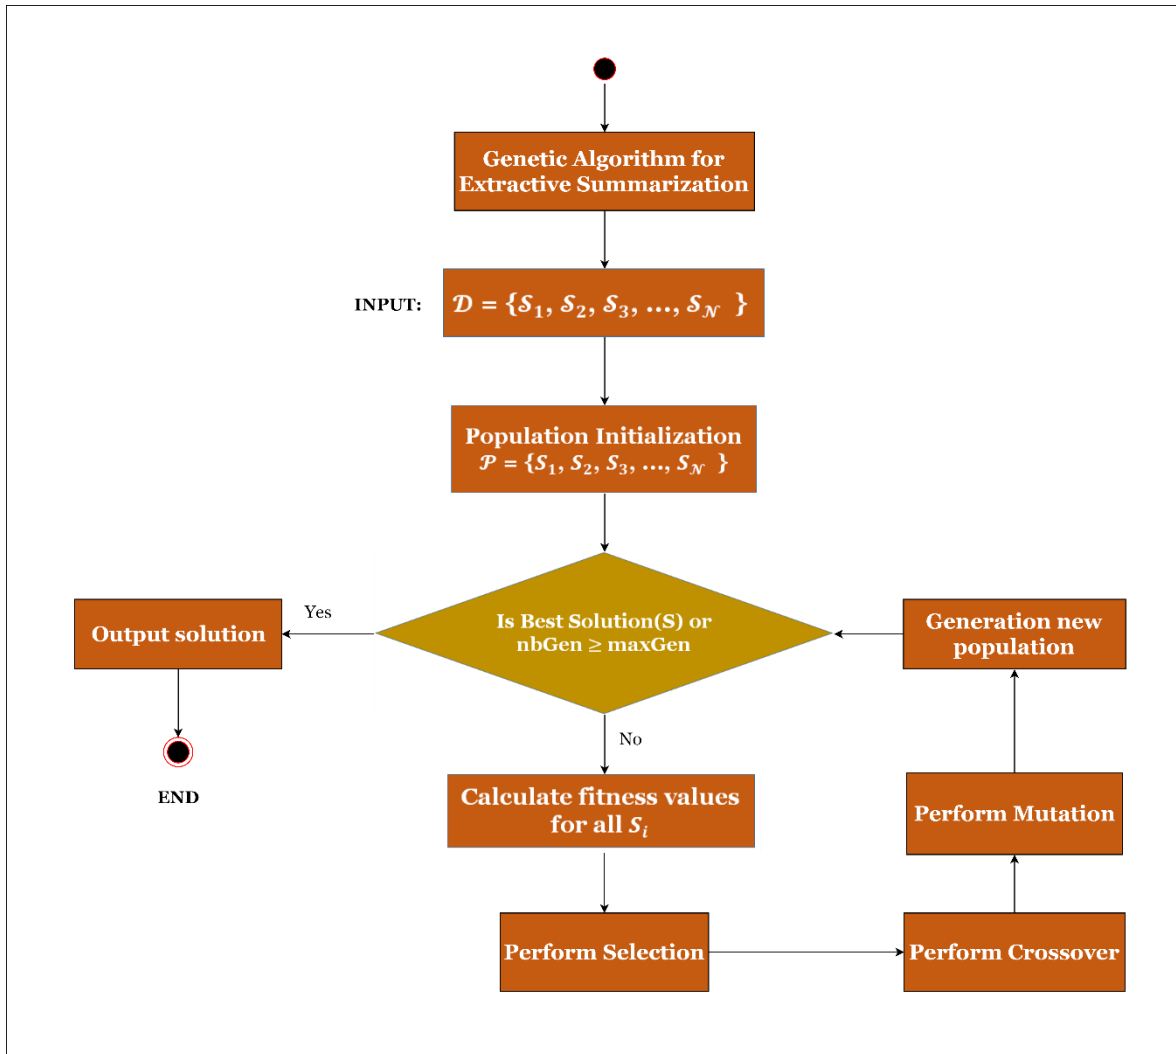 Genetic Algorithm for
Extractive Summarization
INPUT:
𝒟 = {𝒮₁, 𝒮₂, 𝒮₃, ..., 𝒮_𝒩 }
Population Initialization
𝒫 = {S₁, S₂, S₃, ..., S_𝒩 }
Is Best Solution(S) or
nbGen ≥ maxGen
Yes
Output solution
END
No
Calculate fitness values
for all Sᵢ
Perform Selection
Perform Crossover
Perform Mutation
Generation new
population